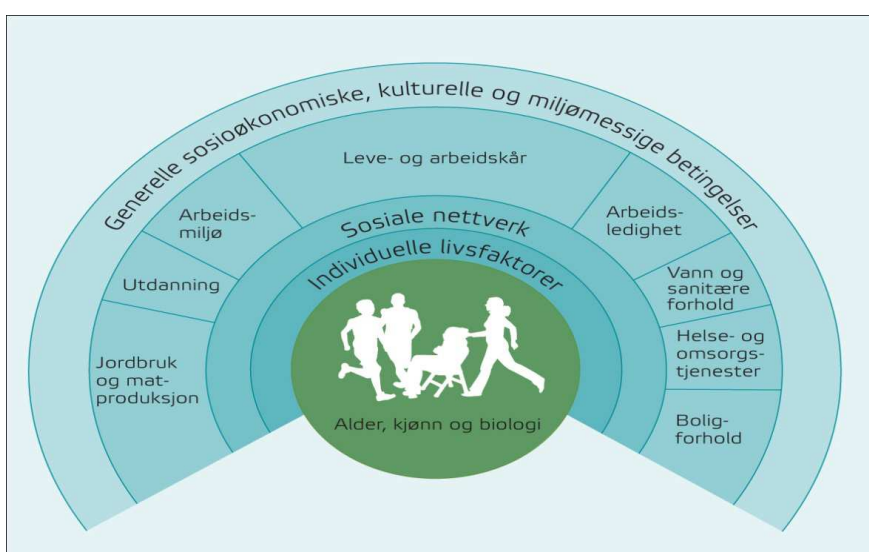 Generelle sosioøkonomiske, kulturelle og miljømessige betingelser
Leve- og arbeidskår
Arbeids-
miljø
Utdanning
Jordbruk
og mat-
produksjon
Arbeids-
ledighet
Vann og
sanitære
forhold
Helse- og
omsorgs-
tjenester
Bolig-
forhold
Sosiale nettverk
Individuelle livsfaktorer
Alder, kjønn og biologi